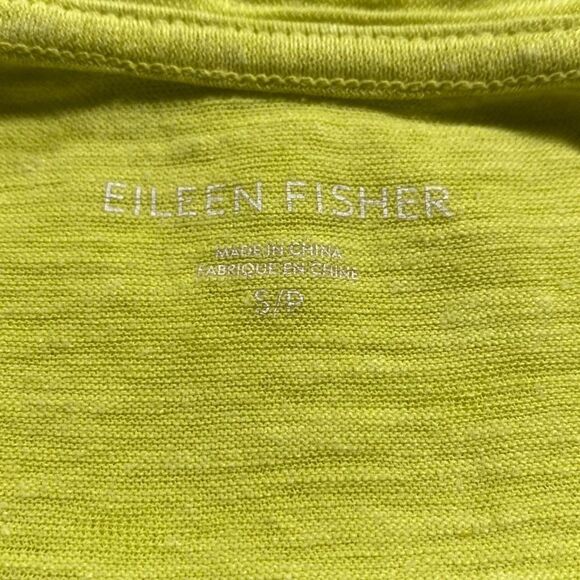 EILEEN FISHER
MADE IN CHINA
FABRIQUE EN CHINE
S/P